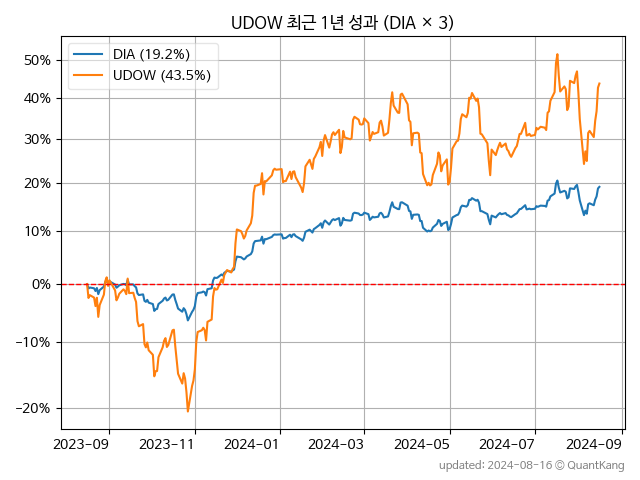 UDOW 최근 1년 성과 (DIA × 3)
DIA (19.2%)
UDOW (43.5%)
50%
40%
30%
20%
10%
0%
−10%
−20%
2023-09 2023-11 2024-01 2024-03 2024-05 2024-07 2024-09
updated: 2024-08-16 © QuantKang